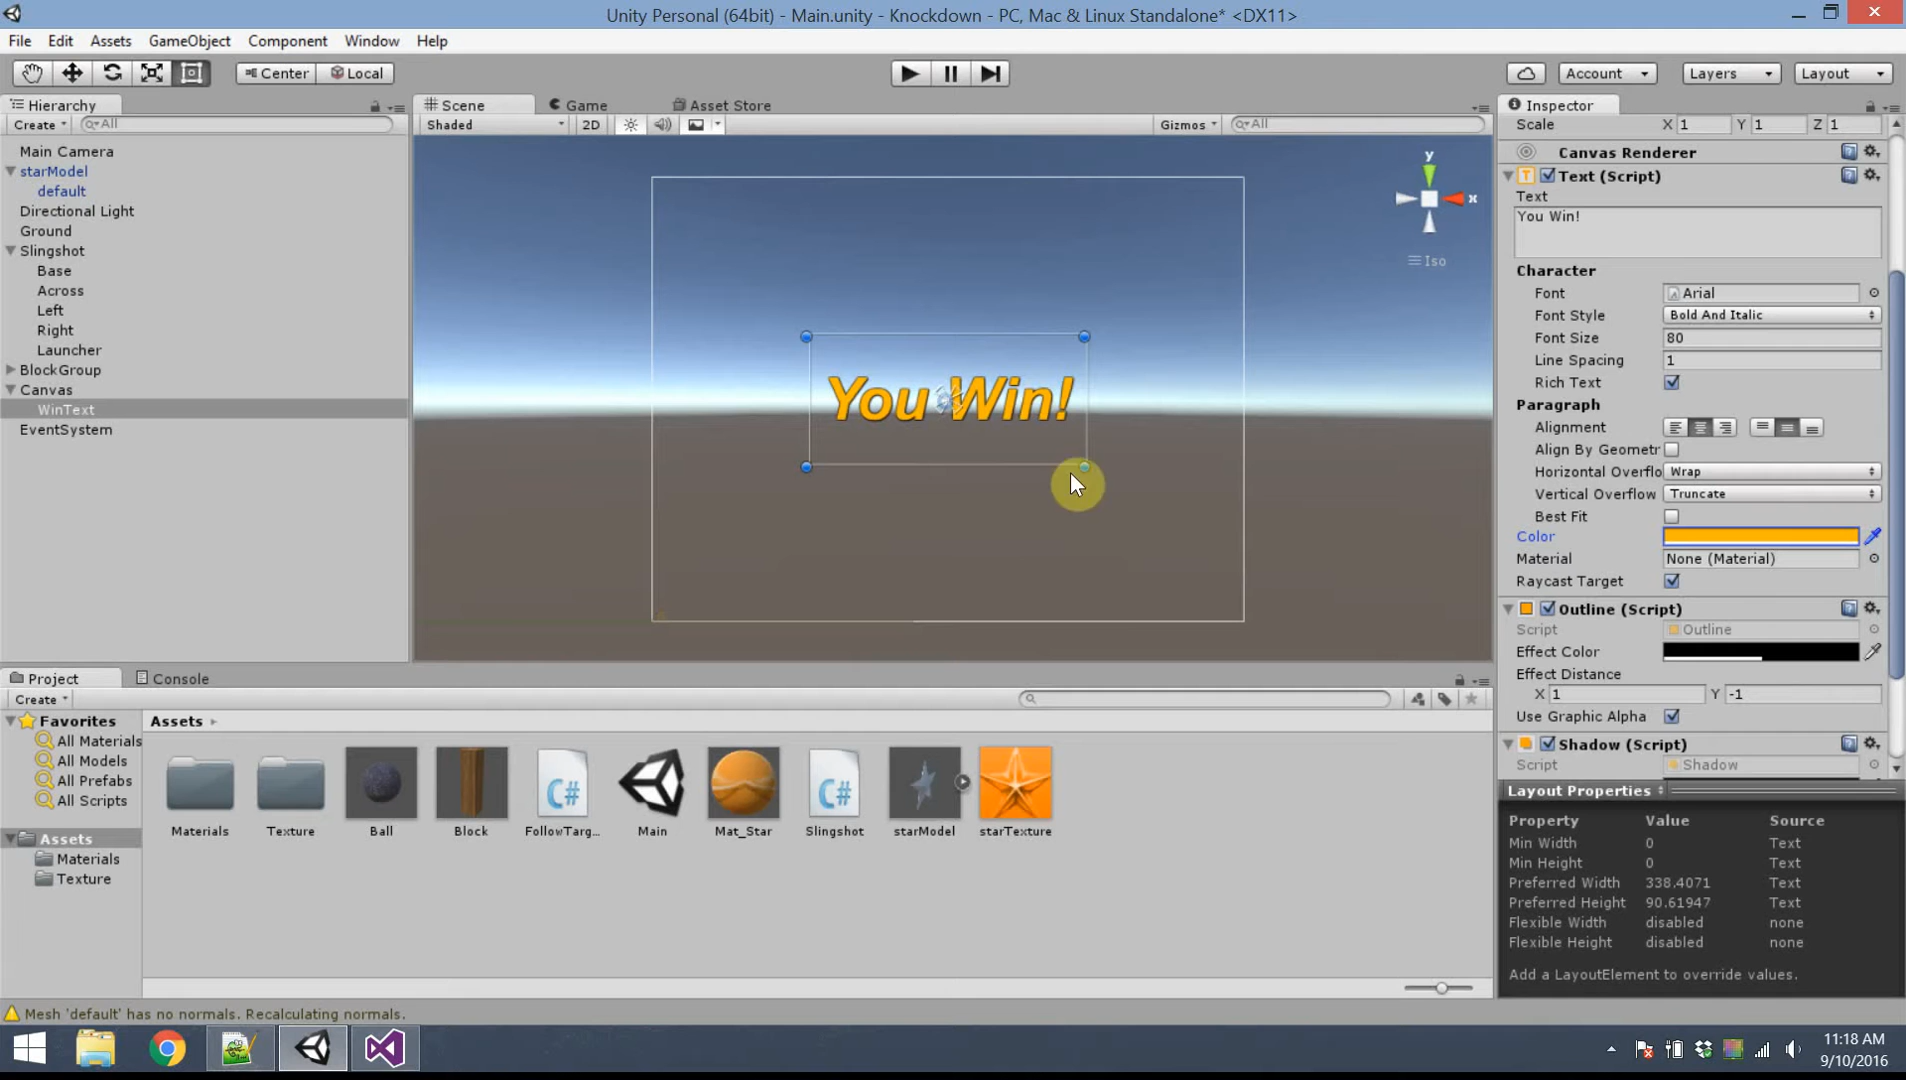 Unity Personal (64bit) - Main.unity - Knockdown - PC, Mac & Linux Standalone* <DX11>
File Edit Assets GameObject Component Window Help
Center Local Account Layers Layout
Hierarchy
Create All
Main Camera
starModel
default
Directional Light
Ground
Slingshot
Base
Across
Left
Right
Launcher
BlockGroup
Canvas
WinText
EventSystem
Scene Game Asset Store
Shaded 2D Gizmos All
y
x
Iso
You Win!
Inspector
Scale X 1 Y 1 Z 1
Canvas Renderer
Text (Script)
Text
You Win!
Character
Font Arial
Font Style Bold And Italic
Font Size 80
Line Spacing 1
Rich Text
Paragraph
Alignment
Align By Geometr
Horizontal Overflo Wrap
Vertical Overflow Truncate
Best Fit
Color
Material None (Material)
Raycast Target
Outline (Script)
Script Outline
Effect Color
Effect Distance
X 1 Y -1
Use Graphic Alpha
Shadow (Script)
Script Shadow
Layout Properties
Property Value Source
Min Width 0 Text
Min Height 0 Text
Preferred Width 338.4071 Text
Preferred Height 90.61947 Text
Flexible Width disabled none
Flexible Height disabled none
Add a LayoutElement to override values.
Project Console
Create
Favorites
All Materials
All Models
All Prefabs
All Scripts
Assets
Materials
Texture
Assets
Materials Texture Ball Block FollowTarg... Main Mat_Star Slingshot starModel starTexture
C# C#
Mesh 'default' has no normals. Recalculating normals.
11:18 AM
9/10/2016